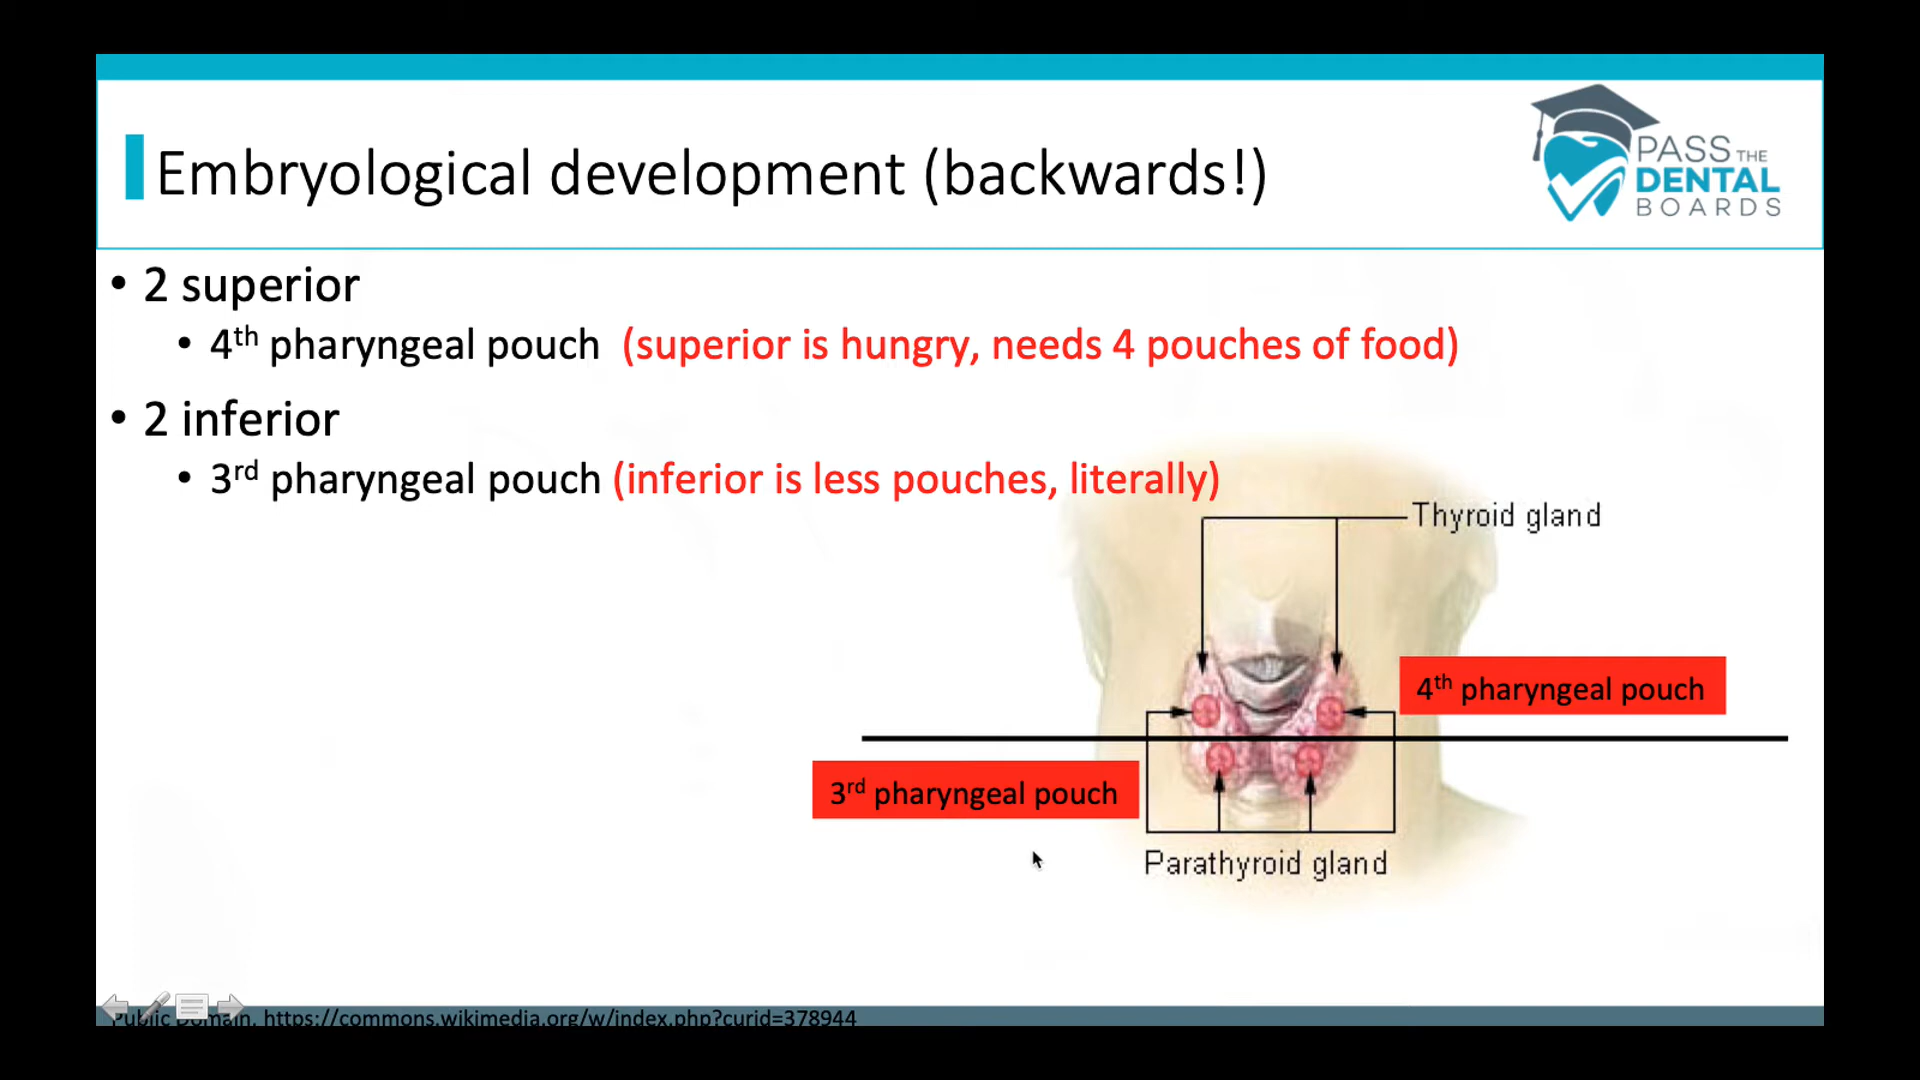 Embryological development (backwards!)
PASS THE
DENTAL
BOARDS
• 2 superior
• 4th pharyngeal pouch (superior is hungry, needs 4 pouches of food)
• 2 inferior
• 3rd pharyngeal pouch (inferior is less pouches, literally)
Thyroid gland
4th pharyngeal pouch
3rd pharyngeal pouch
Parathyroid gland
Public Domain, https://commons.wikimedia.org/w/index.php?curid=378944